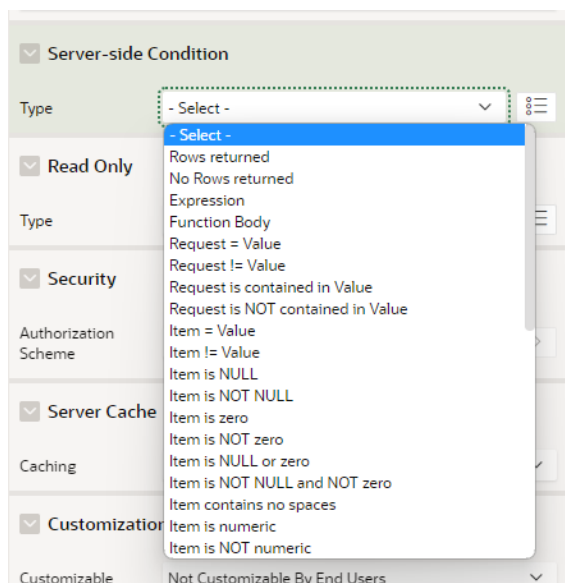 Server-side Condition
Type
- Select -
- Select -
Rows returned
No Rows returned
Expression
Function Body
Request = Value
Request != Value
Request is contained in Value
Request is NOT contained in Value
Item = Value
Item != Value
Item is NULL
Item is NOT NULL
Item is zero
Item is NOT zero
Item is NULL or zero
Item is NOT NULL and NOT zero
Item contains no spaces
Item is numeric
Item is NOT numeric
Read Only
Type
Security
Authorization
Scheme
Server Cache
Caching
Customization
Customizable
Not Customizable By End Users